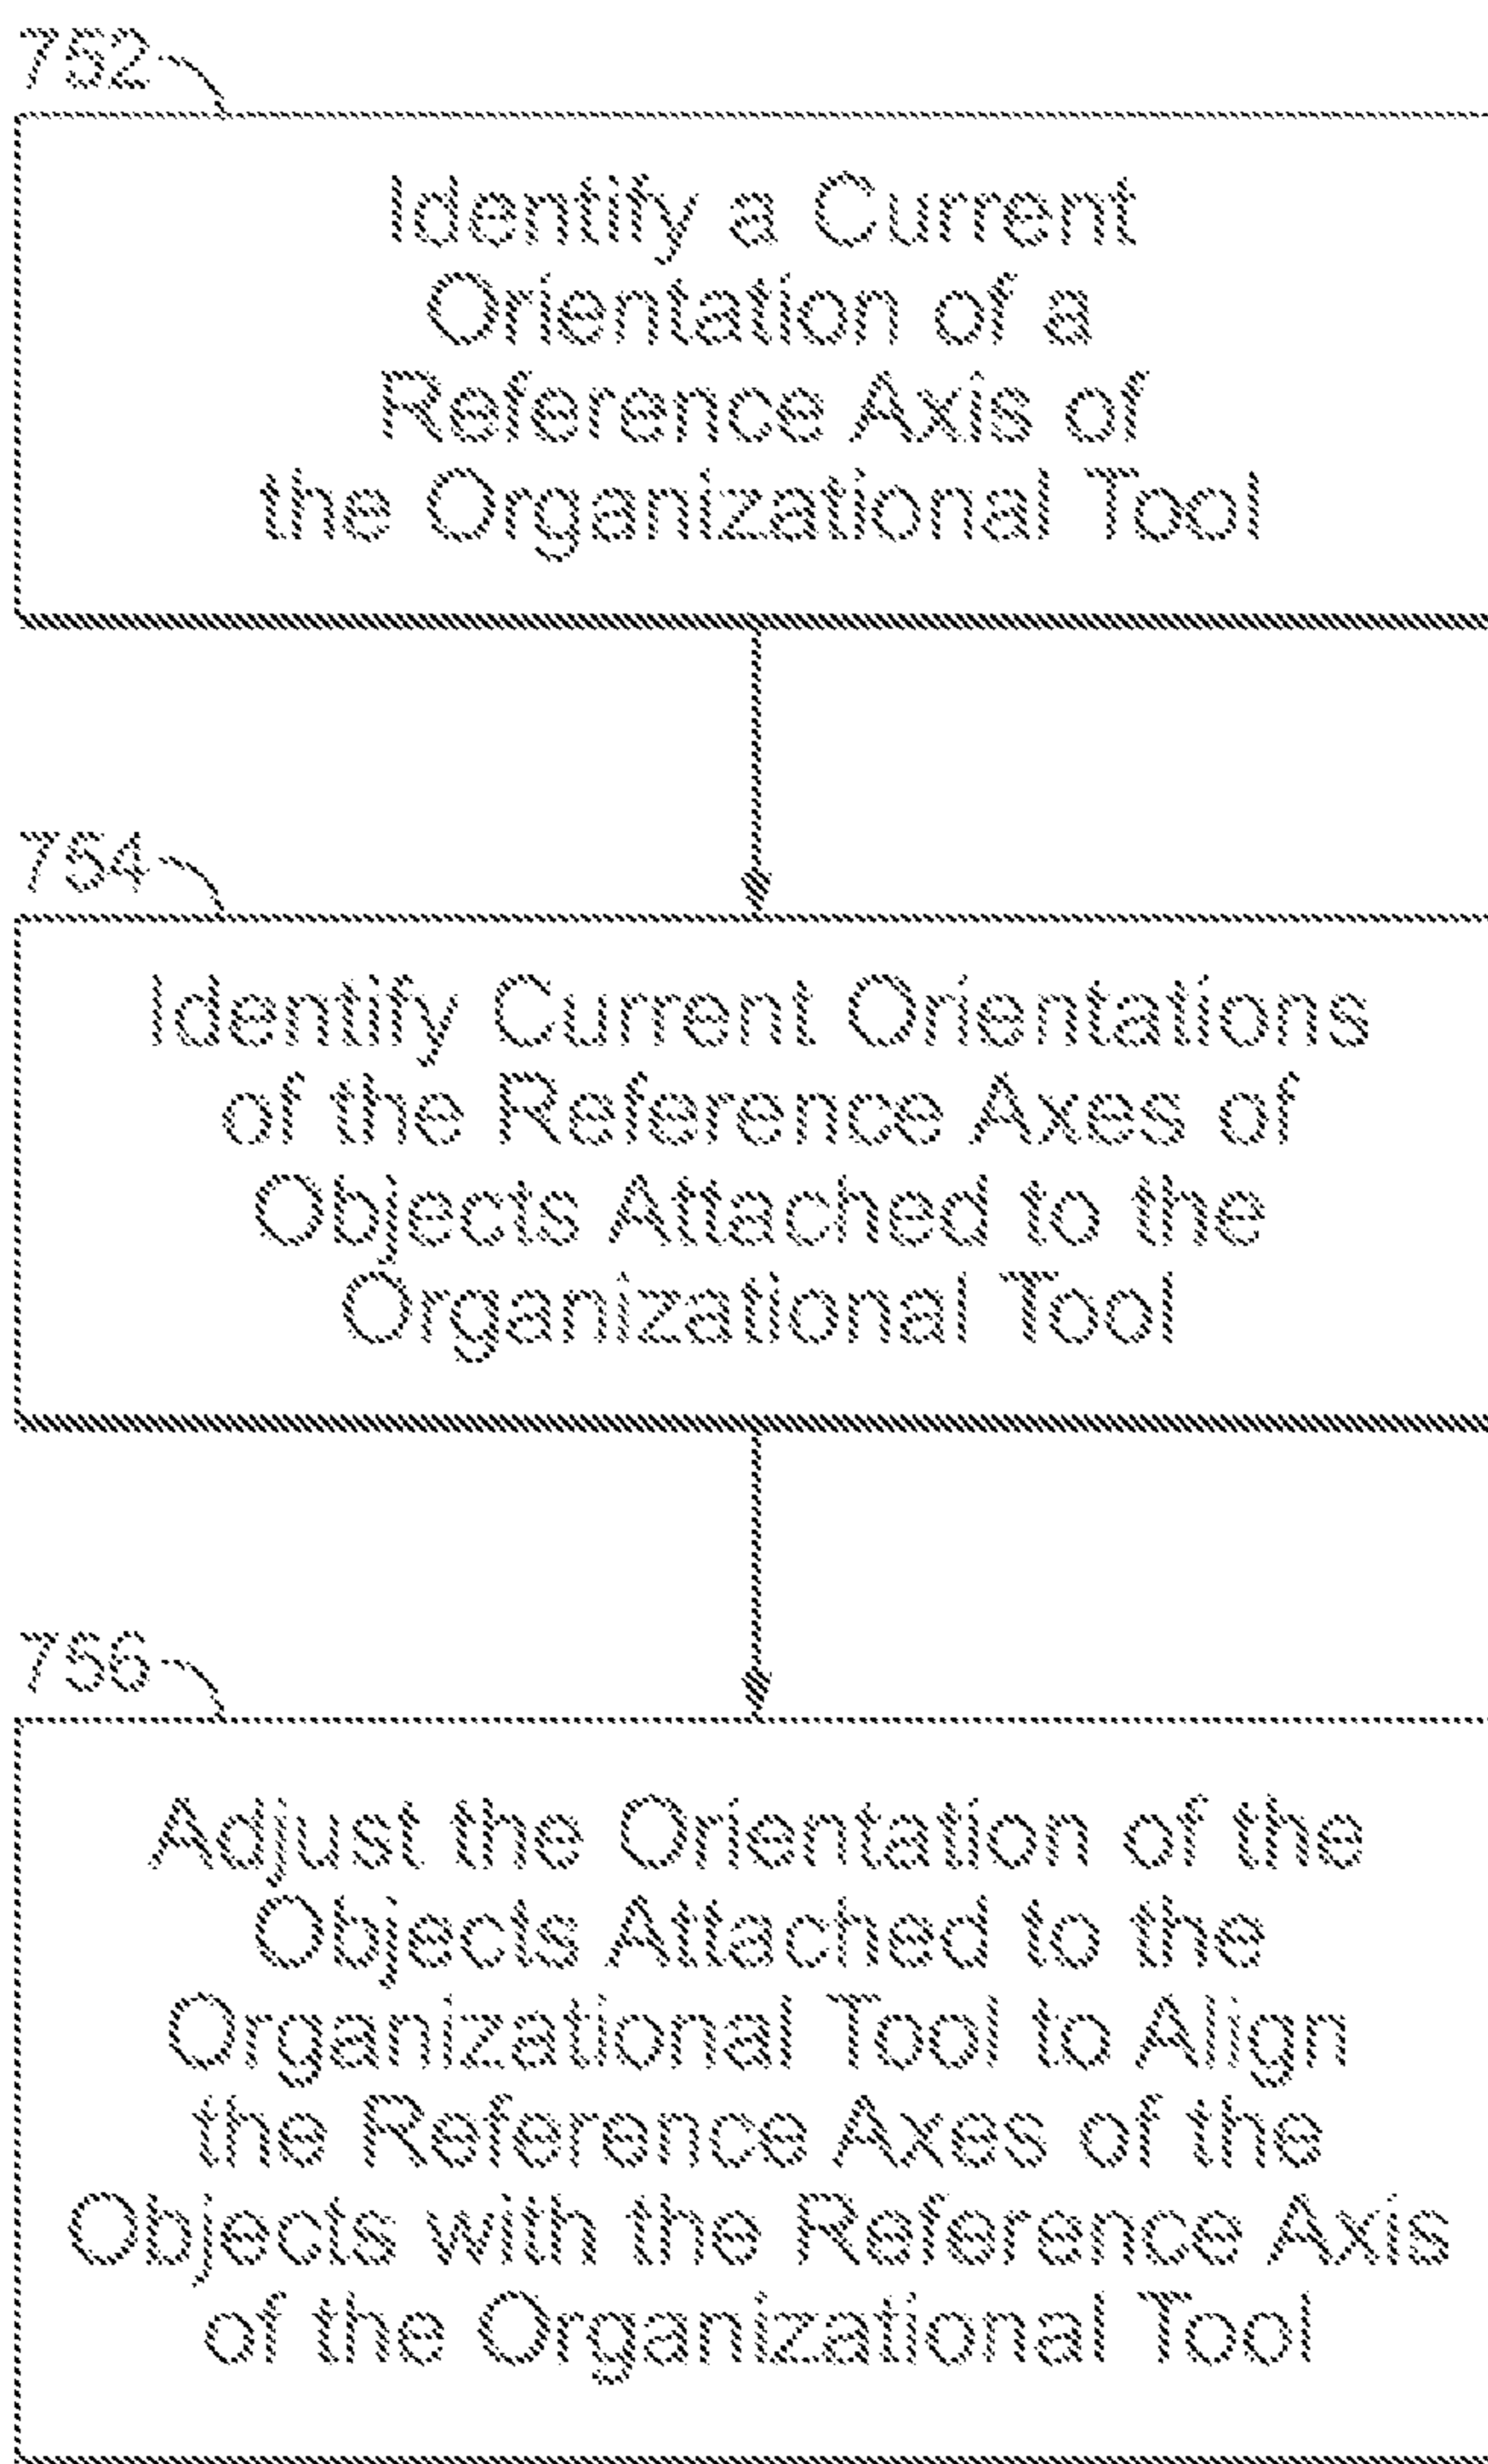 752
Identify a Current
Orientation of a
Reference Axis of
the Organizational Tool
754
Identify Current Orientations
of the Reference Axes of
Objects Attached to the
Organizational Tool
756
Adjust the Orientation of the
Objects Attached to the
Organizational Tool to Align
the Reference Axes of the
Objects with the Reference Axis
of the Organizational Tool